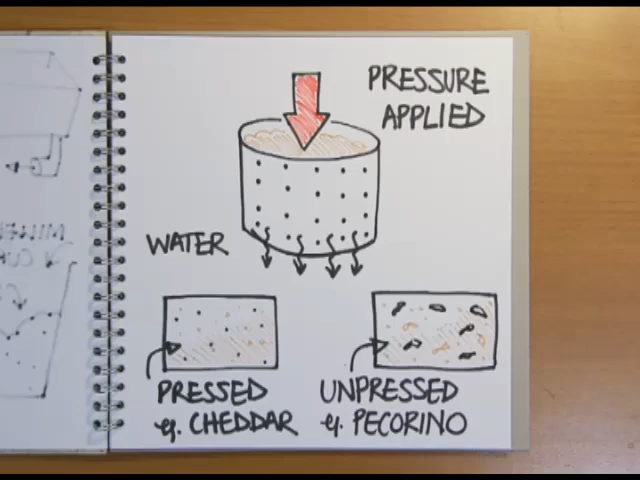 PRESSURE
APPLIED
WATER
PRESSED
eg. CHEDDAR
UNPRESSED
eg. PECORINO